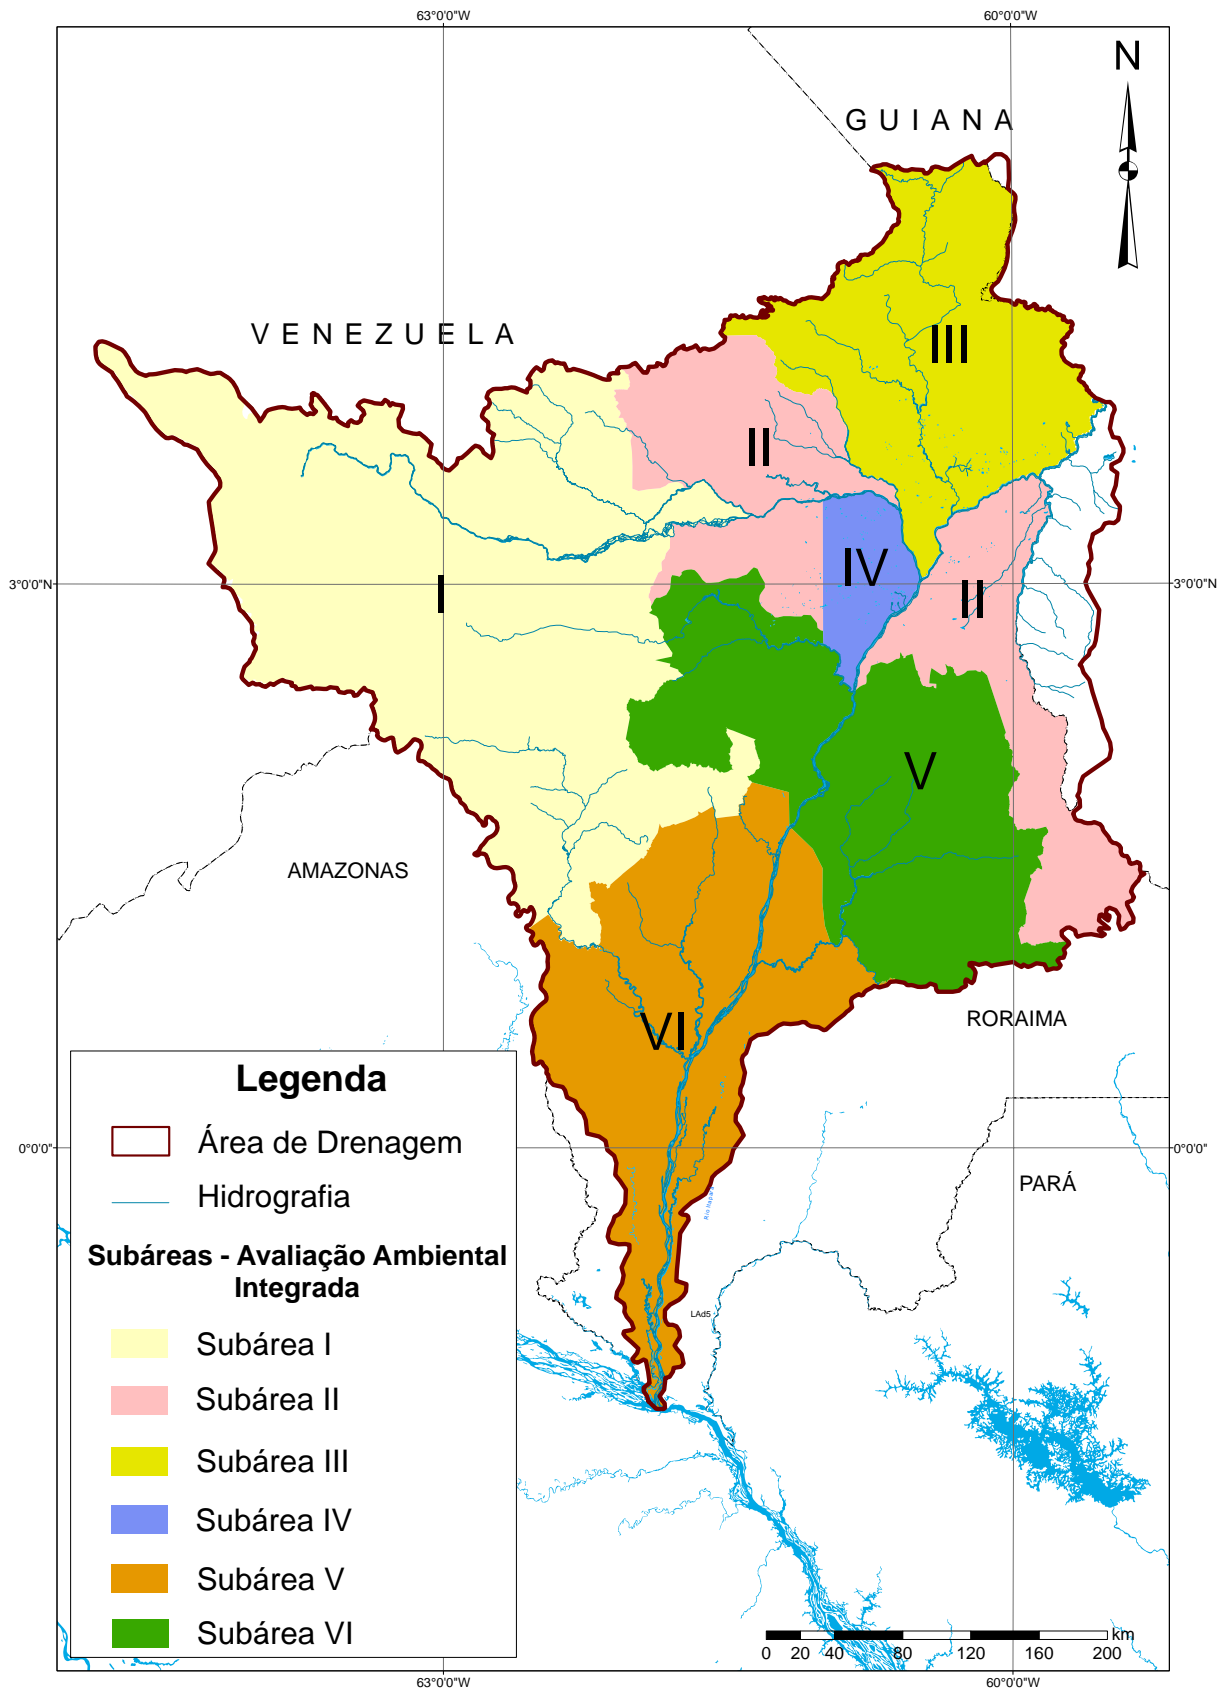 63°0'0"W
60°0'0"W
N
GUIANA
VENEZUELA
III
II
IV
3°0'0"N
3°0'0"N
I
II
V
AMAZONAS
VI
RORAIMA
Legenda
Área de Drenagem
0°0'0"
0°0'0"
PARÁ
Hidrografia
Subáreas - Avaliação Ambiental
Integrada
LAd5
Subárea I
Subárea II
Subárea III
Subárea IV
Subárea V
Subárea VI
km
0 20 40 80 120 160 200
63°0'0"W
60°0'0"W